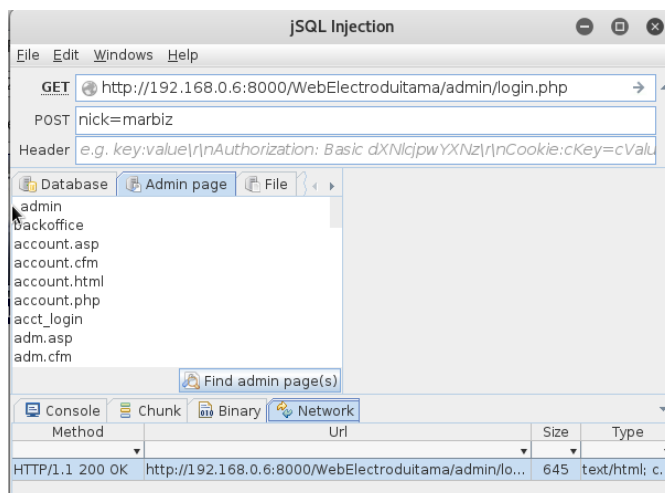 jSQL Injection
File Edit Windows Help
GET http://192.168.0.6:8000/WebElectroduitama/admin/login.php
POST nick=marbiz
Header e.g. key:value\r\nAuthorization: Basic dXNlcjpwYXNz\r\nCookie:cKey=cValu
Database Admin page File
admin
backoffice
account.asp
account.cfm
account.html
account.php
acct_login
adm.asp
adm.cfm
Find admin page(s)
Console Chunk Binary Network
Method Url Size Type
HTTP/1.1 200 OK http://192.168.0.6:8000/WebElectroduitama/admin/lo... 645 text/html; c...